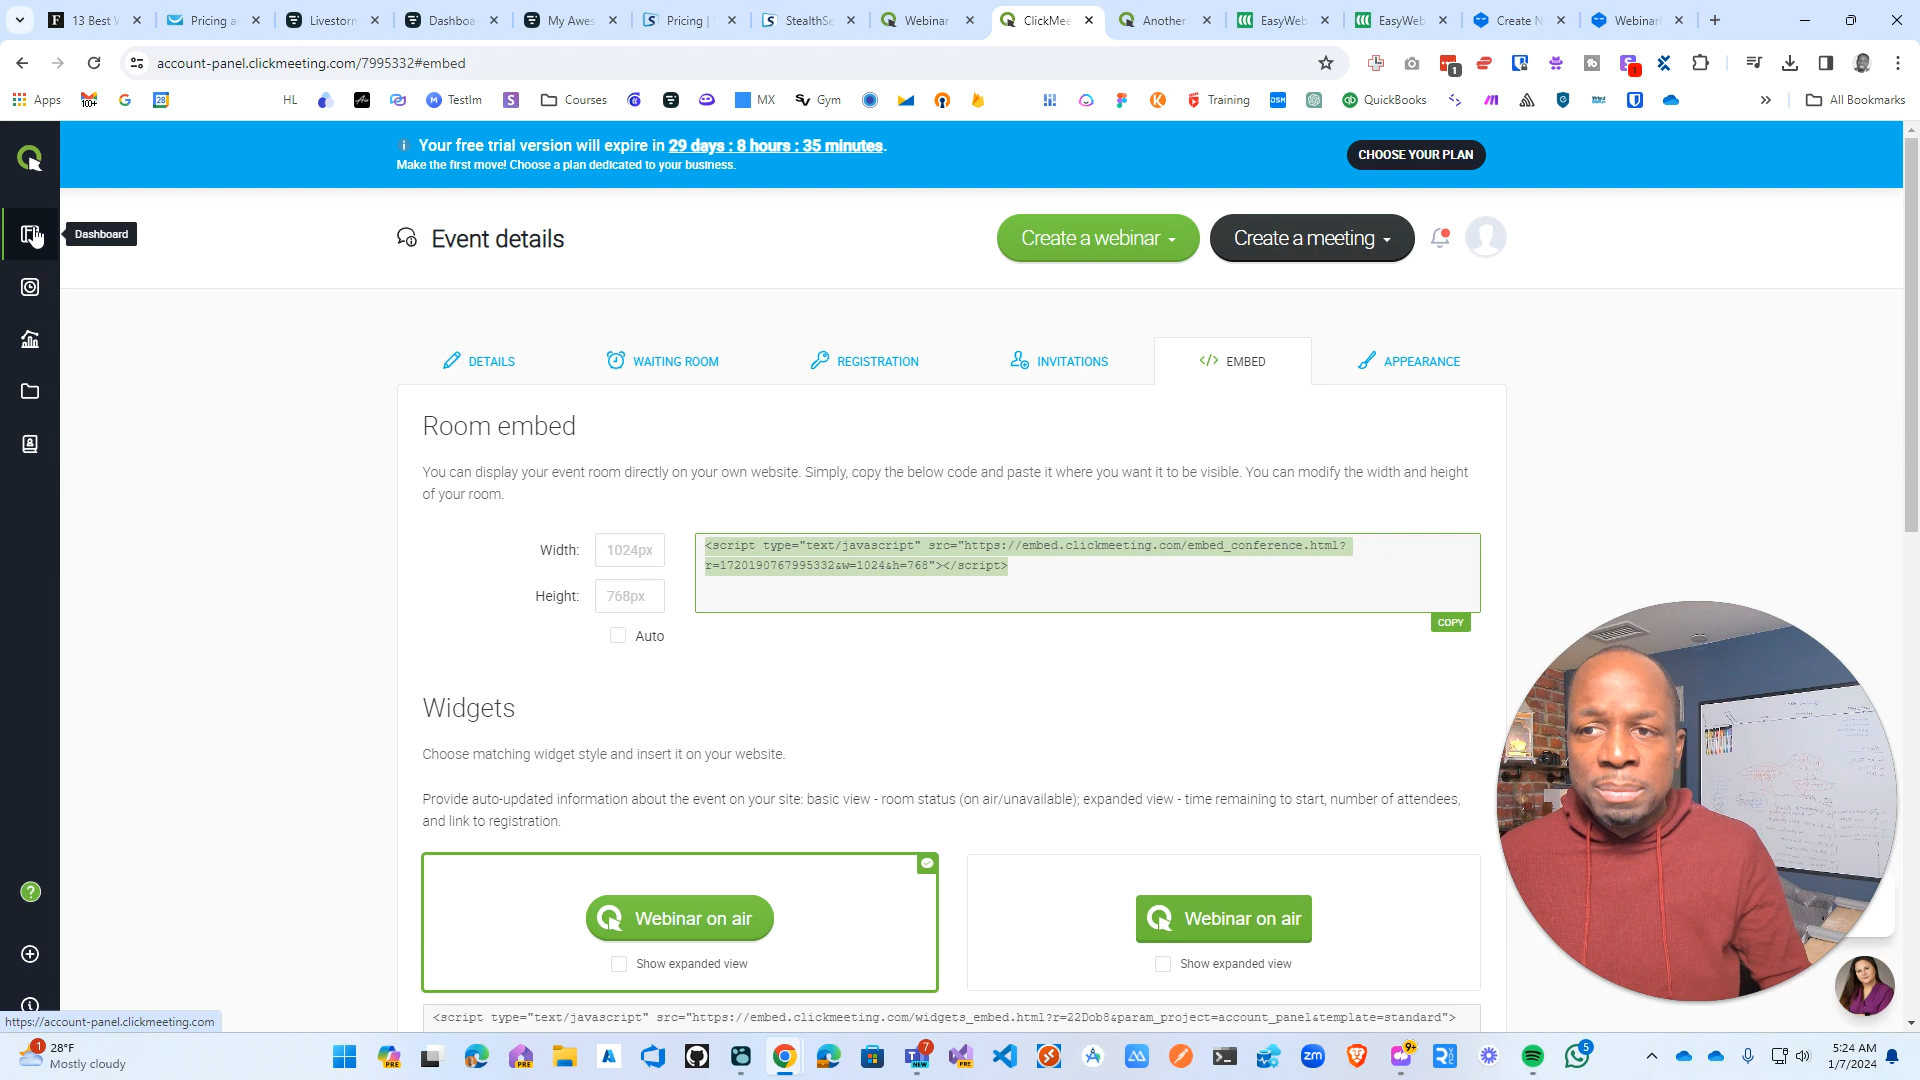 13 Best V
Pricing a
Livestorm
Dashboa
My Awes
Pricing |
StealthSe
Webinar
ClickMee
Another
EasyWeb
EasyWeb
Create N
Webinar
account-panel.clickmeeting.com/7995332#embed
Apps
HL
TestIm
Courses
MX
Gym
Training
QuickBooks
All Bookmarks
Your free trial version will expire in 29 days : 8 hours : 35 minutes.
Make the first move! Choose a plan dedicated to your business.
CHOOSE YOUR PLAN
Dashboard
Event details
Create a webinar
Create a meeting
DETAILS
WAITING ROOM
REGISTRATION
INVITATIONS
</> EMBED
APPEARANCE
Room embed
You can display your event room directly on your own website. Simply, copy the below code and paste it where you want it to be visible. You can modify the width and height
of your room.
Width:
1024px
<script type="text/javascript" src="https://embed.clickmeeting.com/embed_conference.html?
r=1720190767995332&w=1024&h=768"></script>
Height:
768px
COPY
Auto
Widgets
Choose matching widget style and insert it on your website.
Provide auto-updated information about the event on your site: basic view - room status (on air/unavailable); expanded view - time remaining to start, number of attendees,
and link to registration.
Webinar on air
Webinar on air
Show expanded view
Show expanded view
<script type="text/javascript" src="https://embed.clickmeeting.com/widgets_embed.html?r=22Dob8&param_project=account_panel&template=standard">
https://account-panel.clickmeeting.com
28°F
Mostly cloudy
5:24 AM
1/7/2024